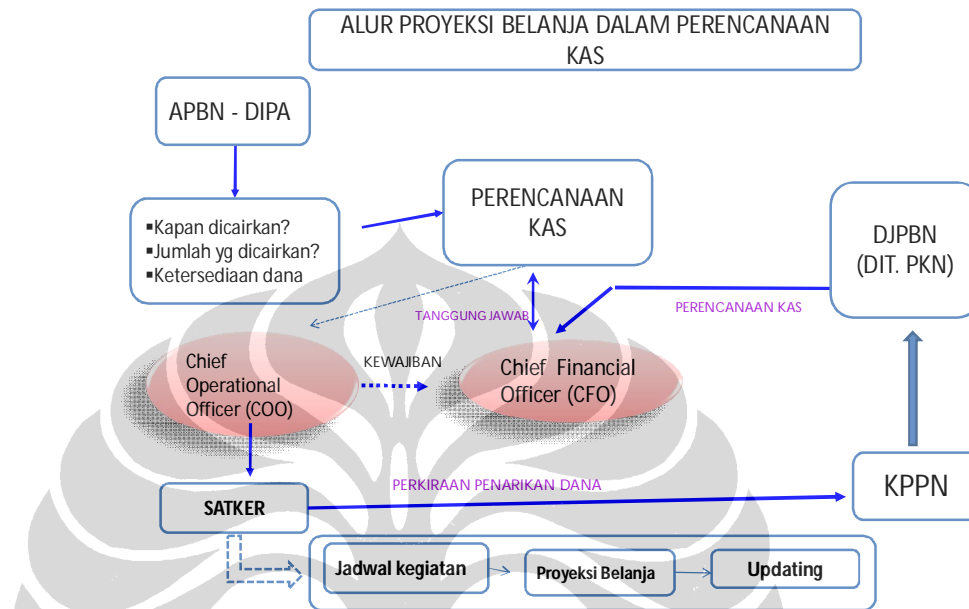 ALUR PROYEKSI BELANJA DALAM PERENCANAAN
KAS
APBN - DIPA
▪Kapan dicairkan?
▪Jumlah yg dicairkan?
▪Ketersediaan dana
PERENCANAAN
KAS
DJPBN
(DIT. PKN)
TANGGUNG JAWAB
PERENCANAAN KAS
Chief
Operational
Officer (COO)
KEWAJIBAN
Chief Financial
Officer (CFO)
PERKIRAAN PENARIKAN DANA
KPPN
SATKER
Jadwal kegiatan
Proyeksi Belanja
Updating